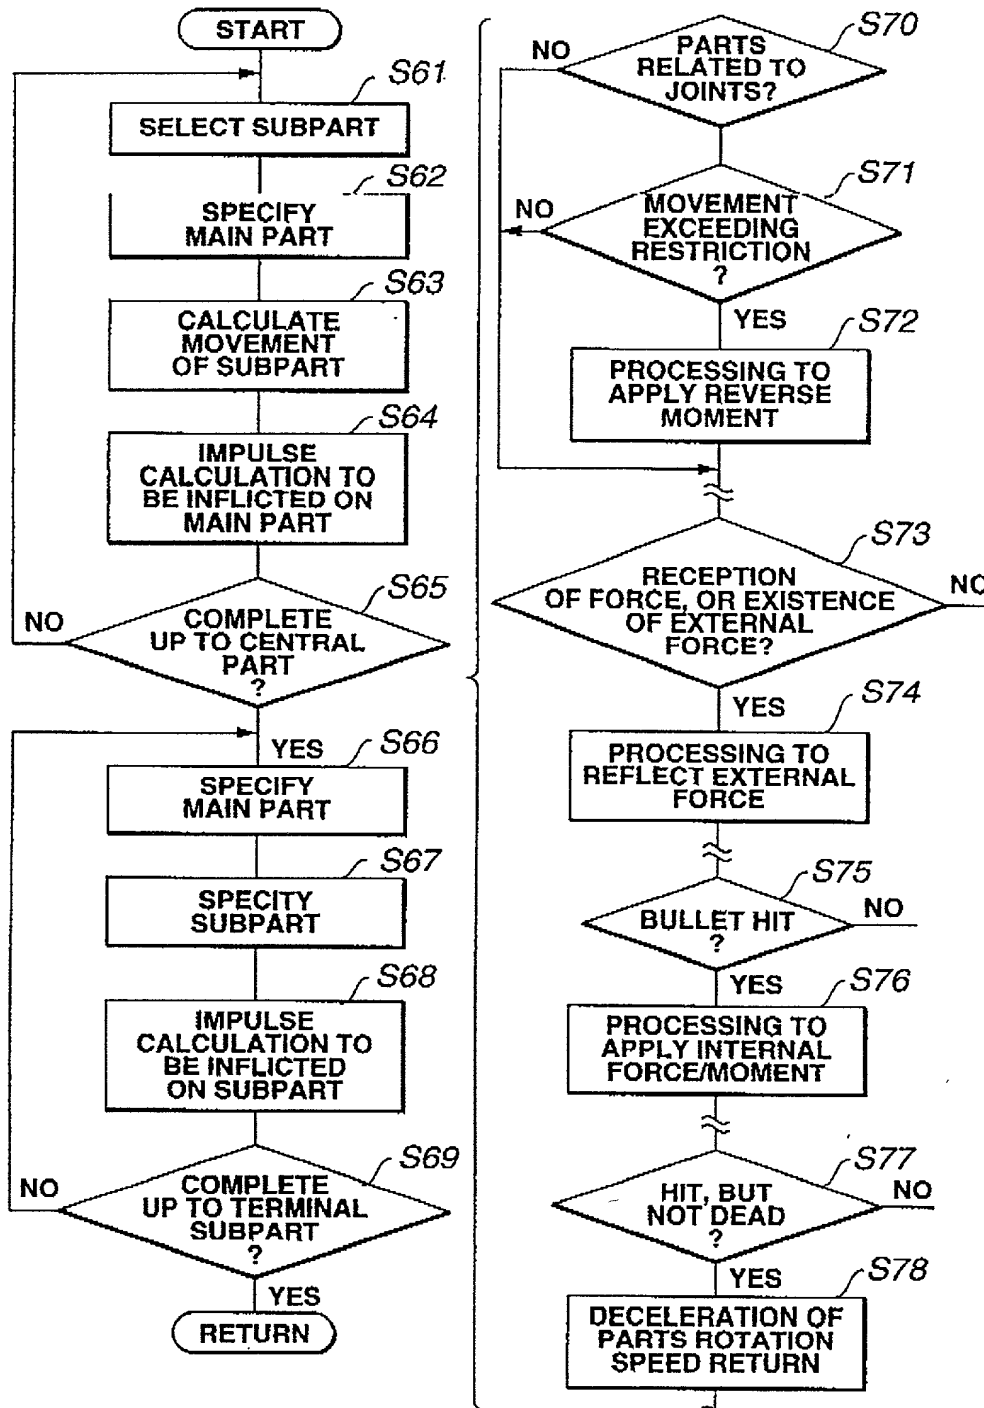 START
S61
SELECT SUBPART
S62
SPECIFY
MAIN PART
S63
CALCULATE
MOVEMENT
OF SUBPART
S64
IMPULSE
CALCULATION TO
BE INFLICTED ON
MAIN PART
S65
NO
COMPLETE
UP TO CENTRAL
PART
?
YES
S66
SPECIFY
MAIN PART
S67
SPECITY
SUBPART
S68
IMPULSE
CALCULATION TO
BE INFLICTED
ON SUBPART
S69
NO
COMPLETE
UP TO TERMINAL
SUBPART
?
YES
RETURN
S70
NO
PARTS
RELATED TO
JOINTS?
S71
NO
MOVEMENT
EXCEEDING
RESTRICTION
?
YES
S72
PROCESSING TO
APPLY REVERSE
MOMENT
S73
RECEPTION
OF FORCE, OR EXISTENCE
OF EXTERNAL
FORCE?
NO
YES
S74
PROCESSING TO
REFLECT EXTERNAL
FORCE
S75
BULLET HIT
?
NO
YES
S76
PROCESSING TO
APPLY INTERNAL
FORCE/MOMENT
S77
HIT, BUT
NOT DEAD
?
NO
YES
S78
DECELERATION OF
PARTS ROTATION
SPEED RETURN